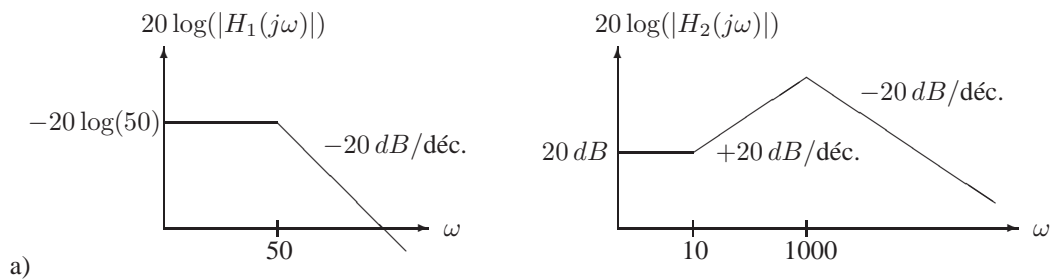 20 log(|H₁(jω)|)
−20 log(50)
−20 dB/déc.
50
ω
20 log(|H₂(jω)|)
−20 dB/déc.
20 dB
+20 dB/déc.
10
1000
ω
a)